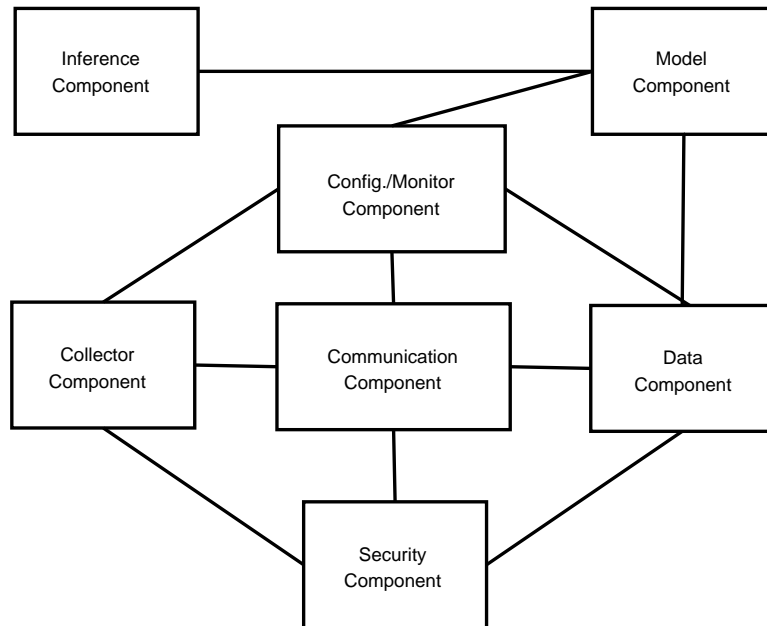 Inference
Component
Model
Component
Config./Monitor
Component
Collector
Component
Communication
Component
Data
Component
Security
Component